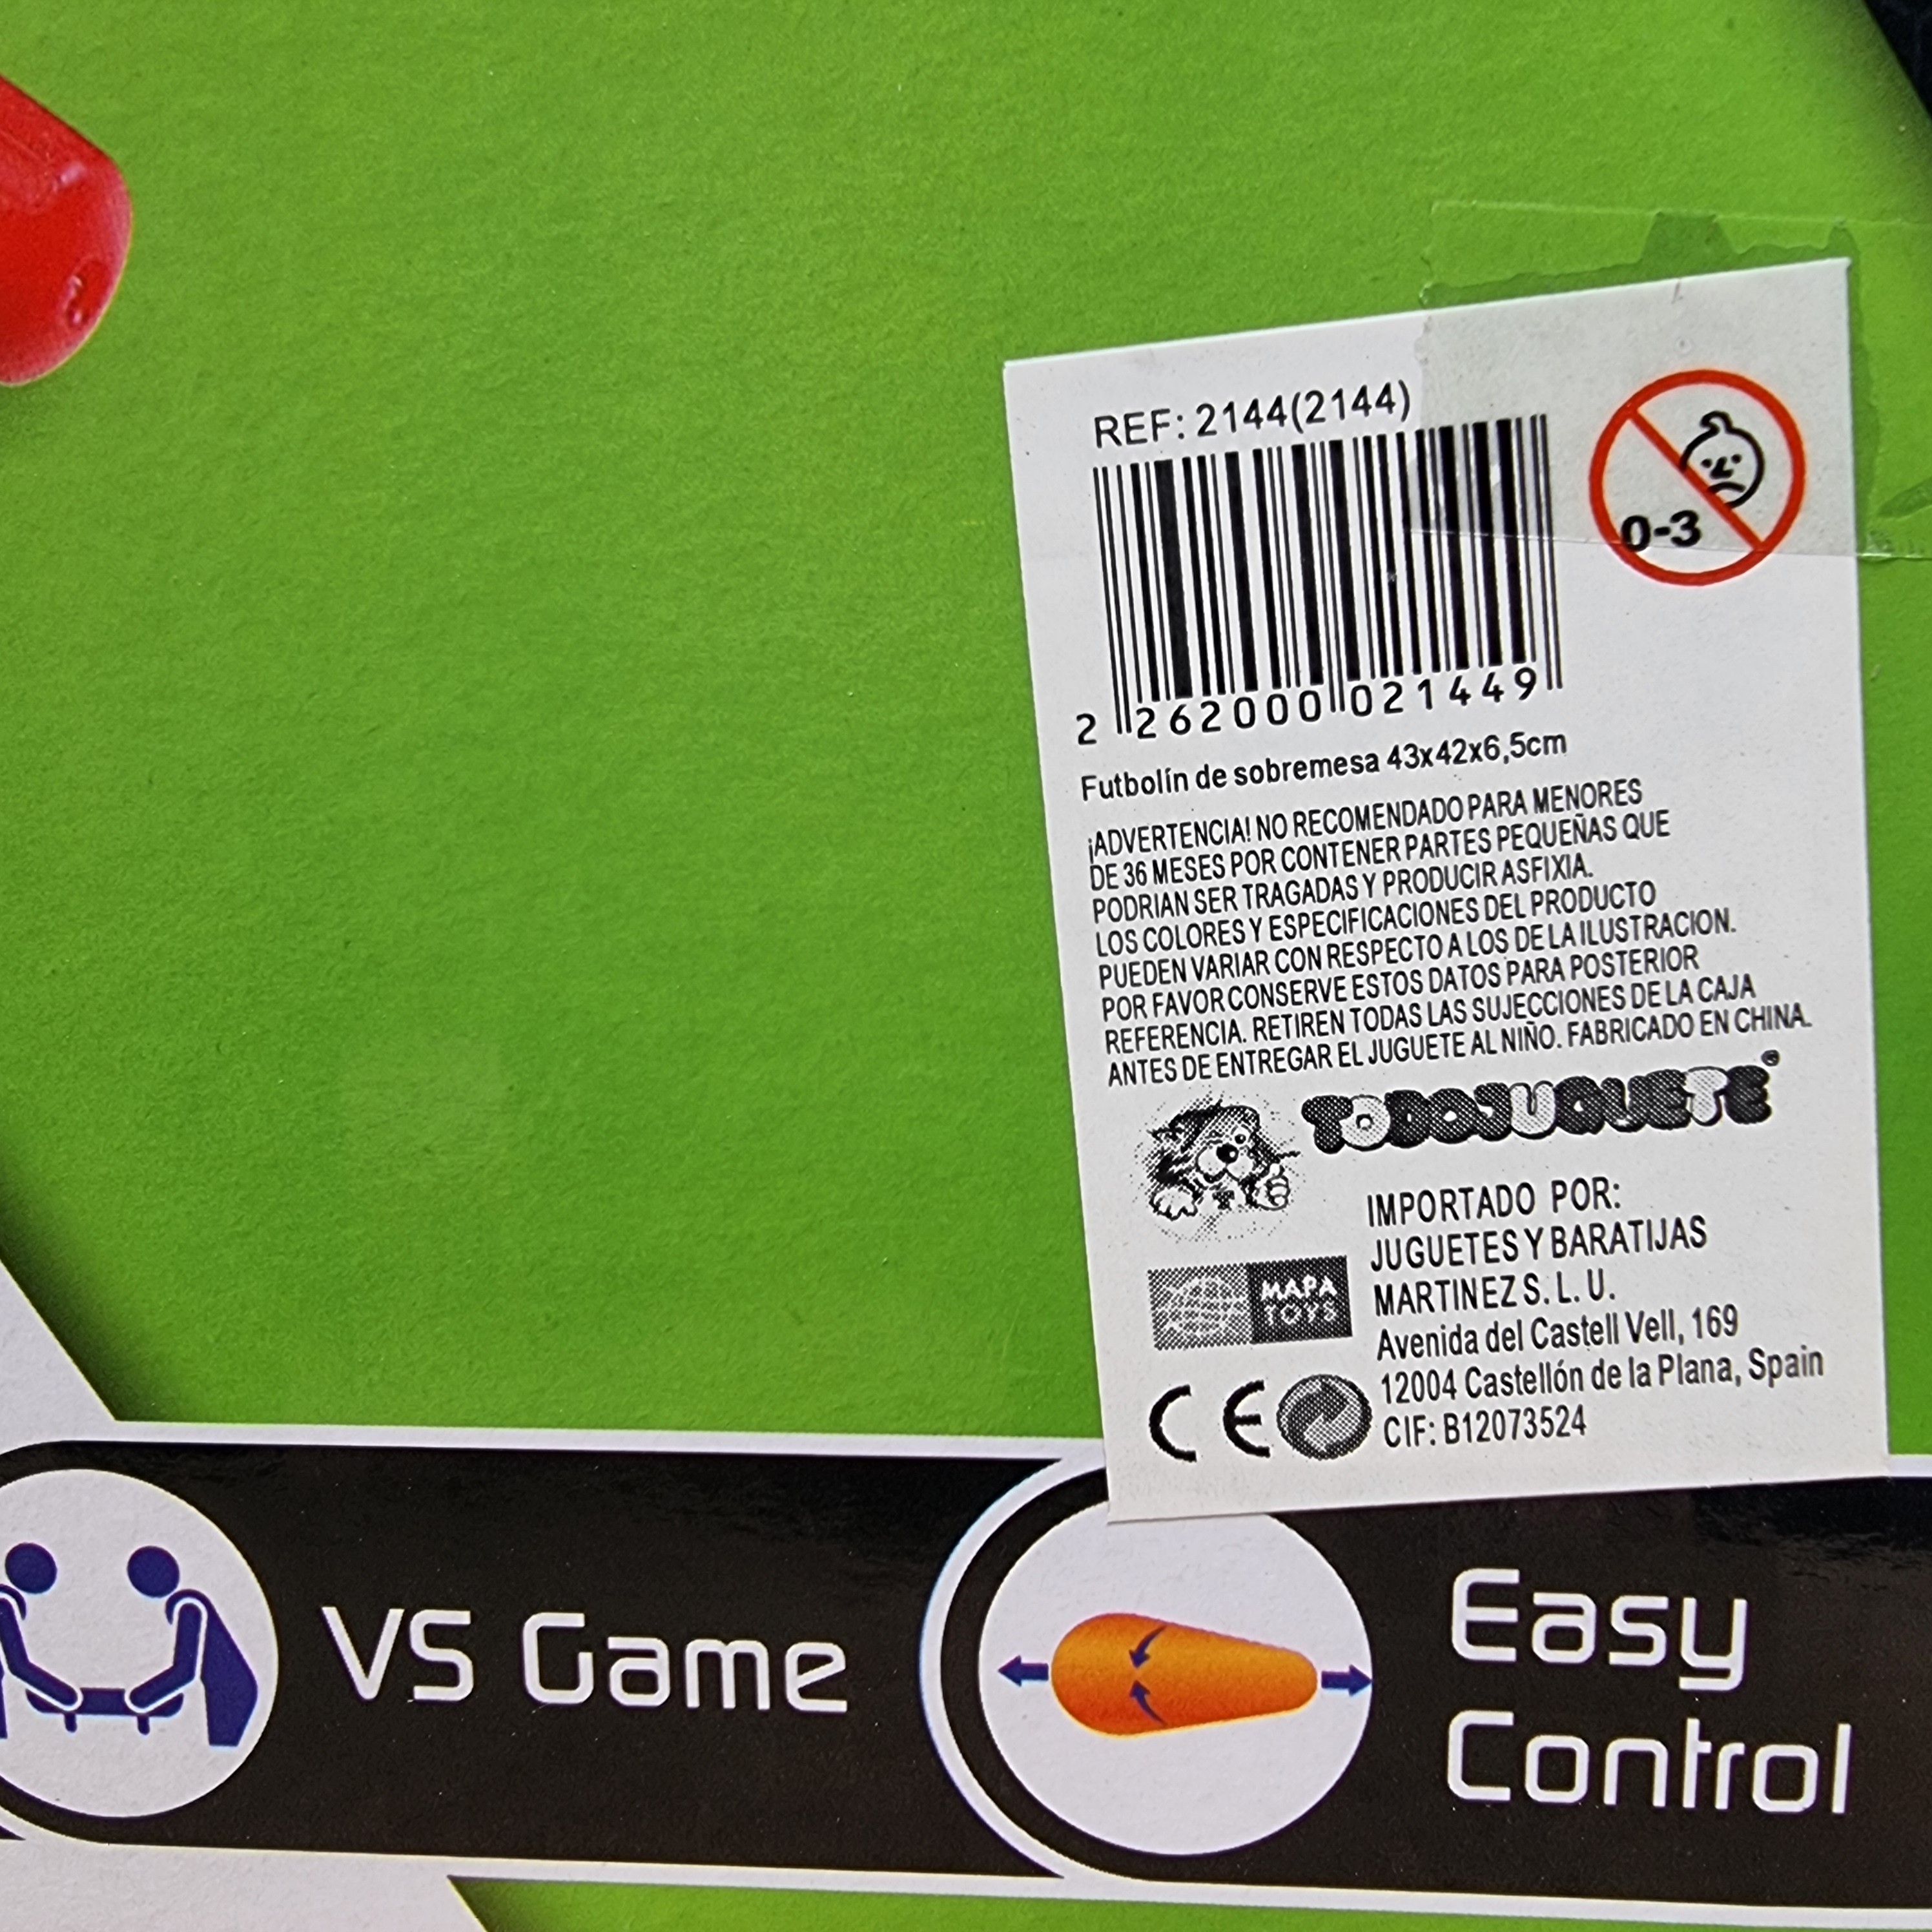 REF: 2144(2144)
0-3
2 262000 021449
Futbolín de sobremesa 43x42x6,5cm
¡ADVERTENCIA! NO RECOMENDADO PARA MENORES
DE 36 MESES POR CONTENER PARTES PEQUEÑAS QUE
PODRIAN SER TRAGADAS Y PRODUCIR ASFIXIA.
LOS COLORES Y ESPECIFICACIONES DEL PRODUCTO
PUEDEN VARIAR CON RESPECTO A LOS DE LA ILUSTRACION.
POR FAVOR CONSERVE ESTOS DATOS PARA POSTERIOR
REFERENCIA. RETIREN TODAS LAS SUJECCIONES DE LA CAJA
ANTES DE ENTREGAR EL JUGUETE AL NIÑO. FABRICADO EN CHINA.
TODOJUGUETE®
IMPORTADO POR:
JUGUETES Y BARATIJAS
MARTINEZ S. L. U.
Avenida del Castell Vell, 169
12004 Castellón de la Plana, Spain
CIF: B12073524
MAPA
TOYS
CE
VS Game
Easy
Control